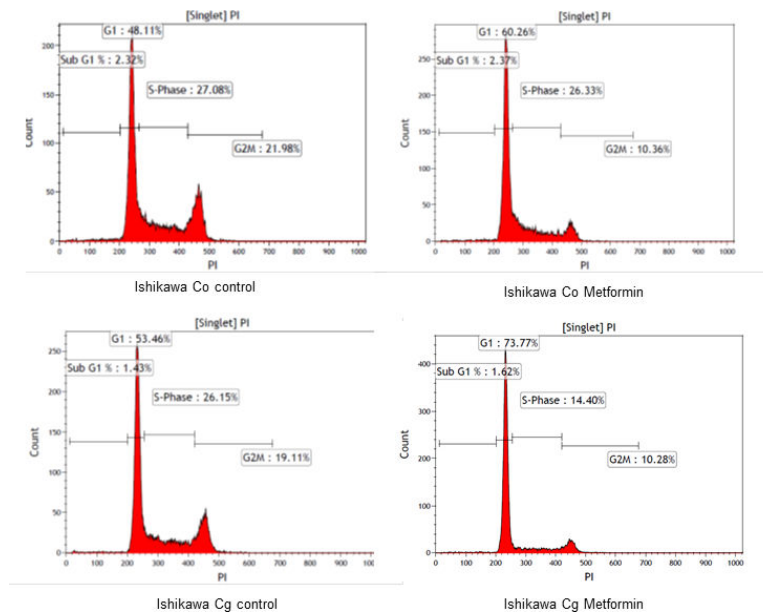 [Singlet] PI
G1 : 48.11%
Sub G1 % : 2.32%
S-Phase : 27.08%
G2M : 21.98%
Count
200
150
100
50
0
0 100 200 300 400 500 600 700 800 900 1000
PI
Ishikawa Co control
[Singlet] PI
G1 : 60.26%
Sub G1 % : 2.37%
S-Phase : 26.33%
G2M : 10.36%
Count
250
200
150
100
50
0
0 100 200 300 400 500 600 700 800 900 1000
PI
Ishikawa Co Metformin
[Singlet] PI
G1 : 53.46%
Sub G1 % : 1.43%
S-Phase : 26.15%
G2M : 19.11%
Count
250
200
150
100
50
0
0 100 200 300 400 500 600 700 800 900 1000
PI
Ishikawa Cg control
[Singlet] PI
G1 : 73.77%
Sub G1 % : 1.62%
S-Phase : 14.40%
G2M : 10.28%
Count
400
300
200
100
0
0 100 200 300 400 500 600 700 800 900 1000
PI
Ishikawa Cg Metformin